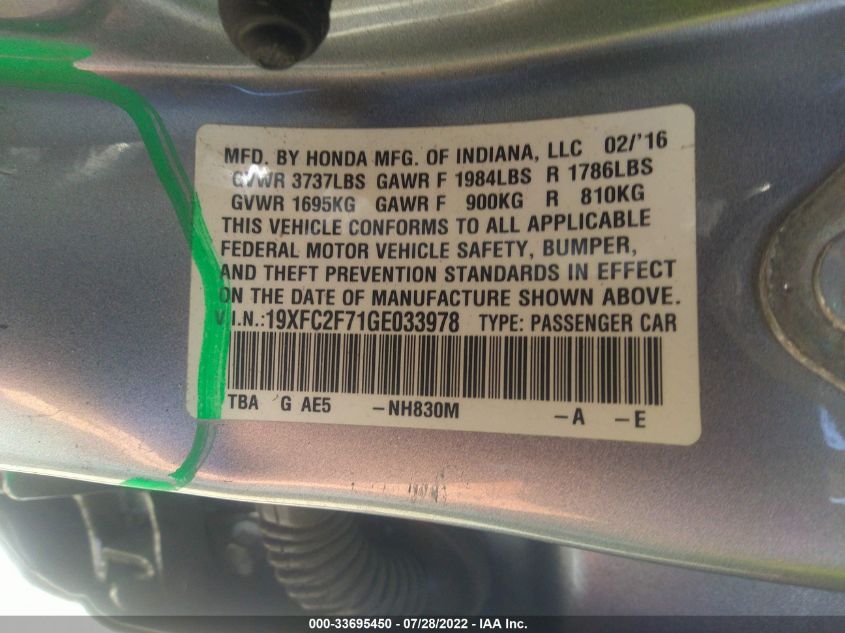 MFD. BY HONDA MFG. OF INDIANA, LLC 02/'16
GVWR 3737LBS GAWR F 1984LBS R 1786LBS
GVWR 1695KG GAWR F 900KG R 810KG
THIS VEHICLE CONFORMS TO ALL APPLICABLE
FEDERAL MOTOR VEHICLE SAFETY, BUMPER,
AND THEFT PREVENTION STANDARDS IN EFFECT
ON THE DATE OF MANUFACTURE SHOWN ABOVE.
V.I.N.:19XFC2F71GE033978 TYPE: PASSENGER CAR
TBA G AE5 -NH830M -A -E
000-33695450 - 07/28/2022 - IAA Inc.